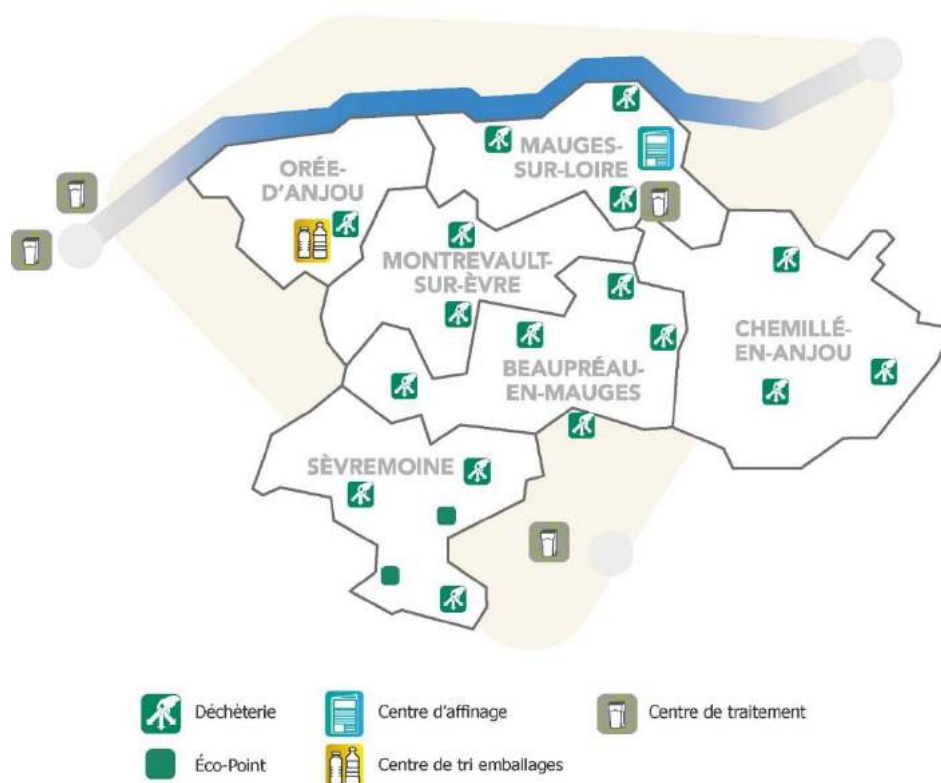 MAUGES-
SUR-LOIRE
ORÉE-
D'ANJOU
MONTREVAULT-
SUR-ÈVRE
CHEMILLÉ-
EN-ANJOU
BEAUPRÉAU-
EN-MAUGES
SÈVREMOINE
Déchèterie
Centre d'affinage
Centre de traitement
Éco-Point
Centre de tri emballages